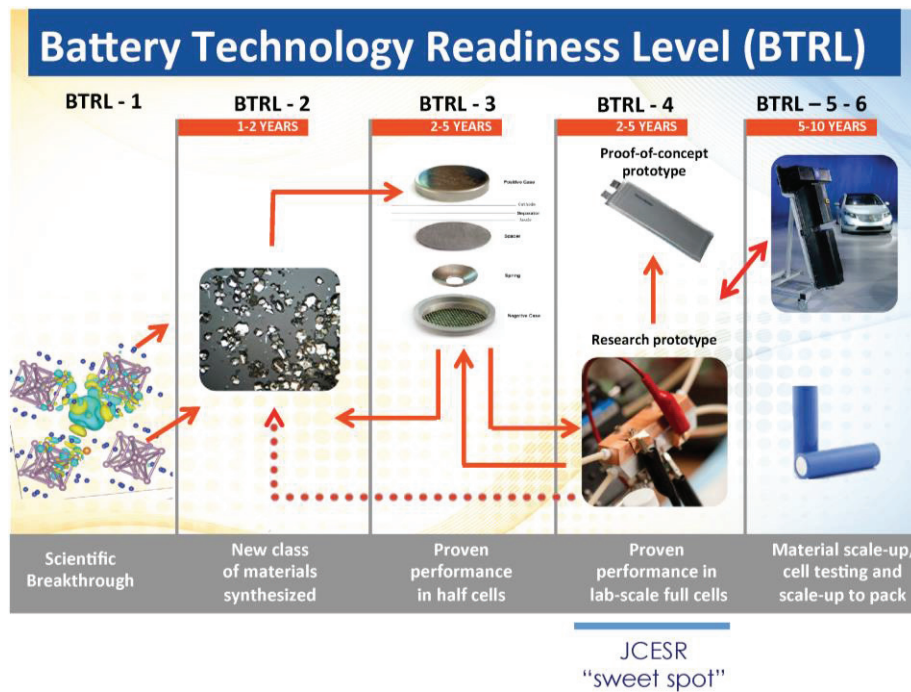 Battery Technology Readiness Level (BTRL)
BTRL - 1
BTRL - 2
1-2 YEARS
BTRL - 3
2-5 YEARS
BTRL - 4
2-5 YEARS
BTRL – 5 - 6
5-10 YEARS
Positive Case
Cathode
Separator
Anode
Spacer
Spring
Negative Case
Proof-of-concept
prototype
Research prototype
Scientific
Breakthrough
New class
of materials
synthesized
Proven
performance
in half cells
Proven
performance in
lab-scale full cells
Material scale-up,
cell testing and
scale-up to pack
JCESR
“sweet spot”